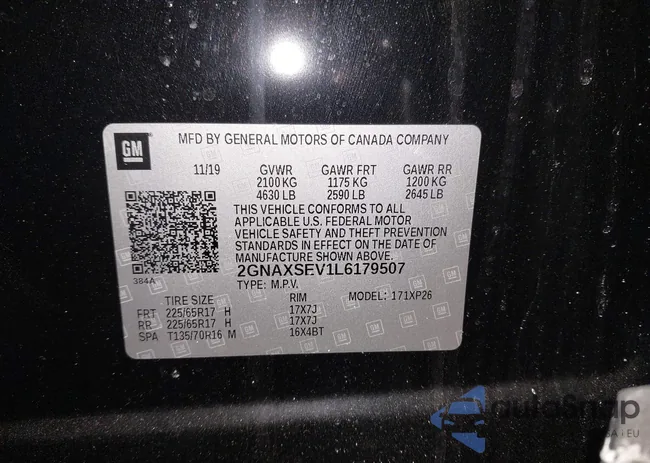 GM
MFD BY GENERAL MOTORS OF CANADA COMPANY
11/19 GVWR GAWR FRT GAWR RR
2100 KG 1175 KG 1200 KG
4630 LB 2590 LB 2645 LB
THIS VEHICLE CONFORMS TO ALL
APPLICABLE U.S. FEDERAL MOTOR
VEHICLE SAFETY AND THEFT PREVENTION
STANDARDS IN EFFECT ON THE DATE OF
MANUFACTURE SHOWN ABOVE.
384A
2GNAXSEV1L6179507
TYPE: M.P.V.
TIRE SIZE RIM MODEL: 171XP26
FRT 225/65R17 H 17X7J
RR 225/65R17 H 17X7J
SPA T135/70R16 M 16X4BT
autoSnap
+EU